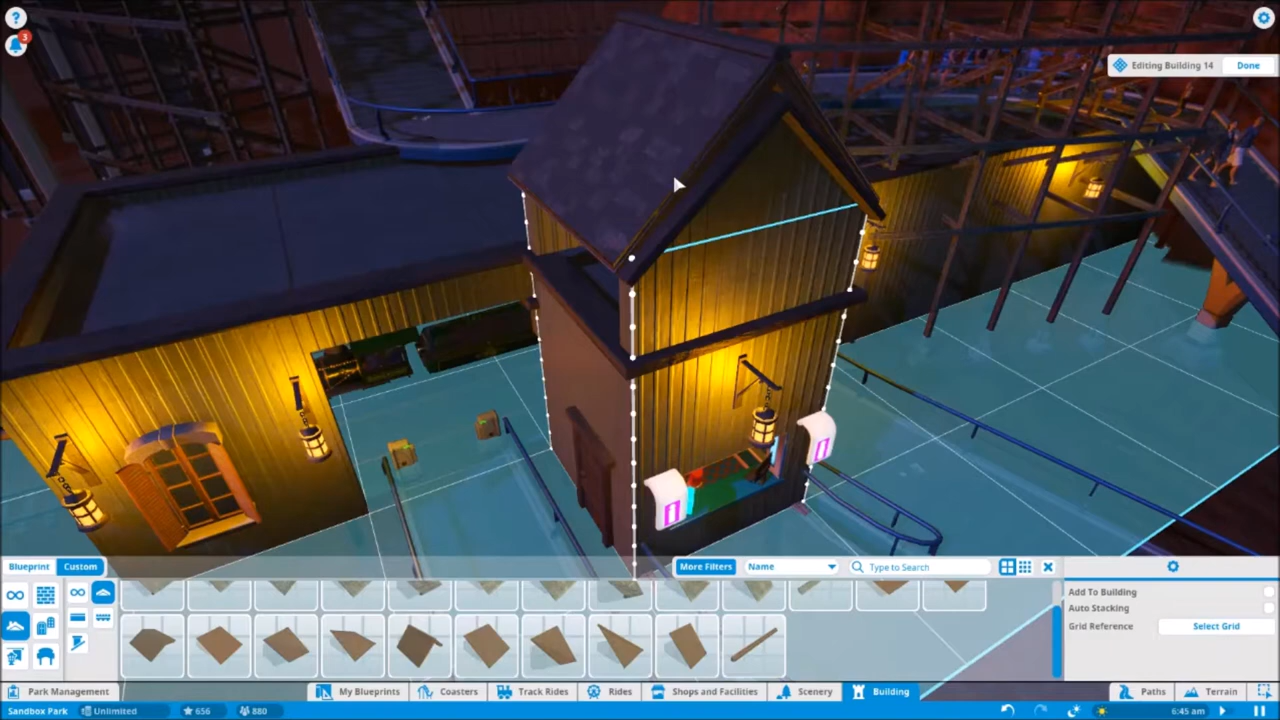 ?
3
Editing Building 14 Done
Blueprint Custom
More Filters Name Type to Search
Add To Building
Auto Stacking
Grid Reference Select Grid
Park Management My Blueprints Coasters Track Rides Rides Shops and Facilities Scenery Building Paths Terrain
Sandbox Park Unlimited 656 880 6:45 am